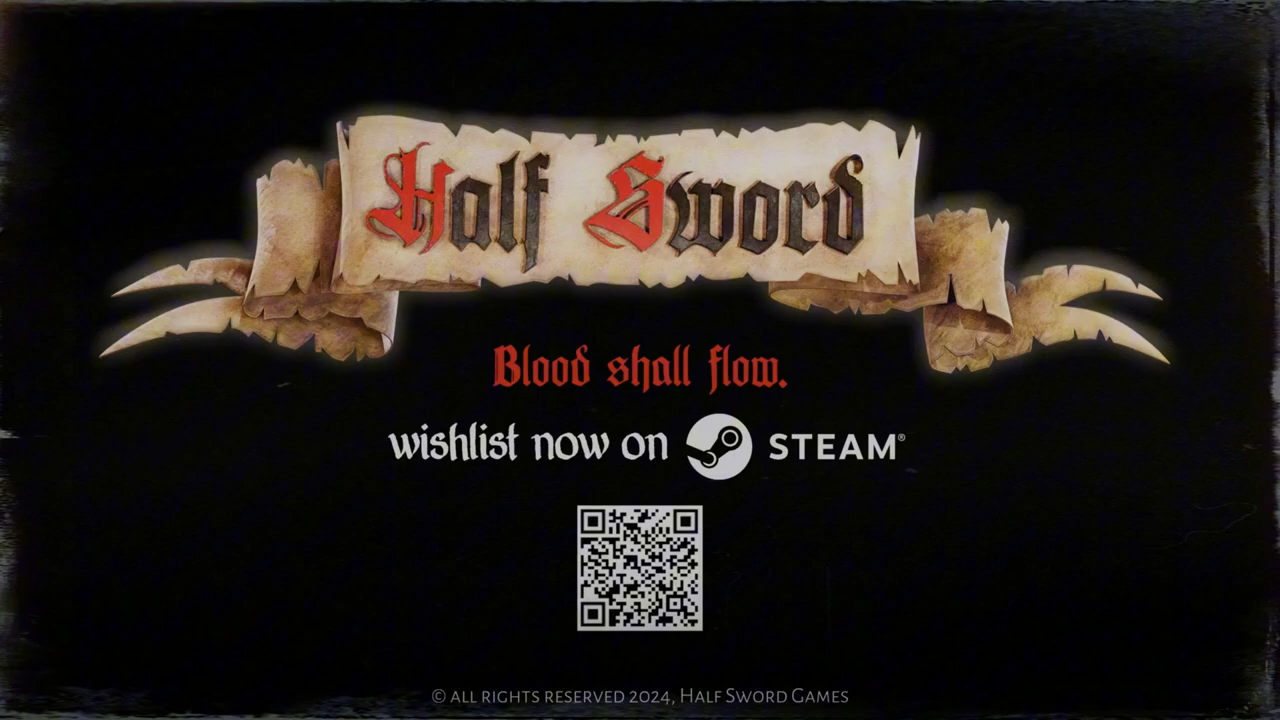 Half Sword
Blood shall flow.
wishlist now on STEAM®
© ALL RIGHTS RESERVED 2024, HALF SWORD GAMES